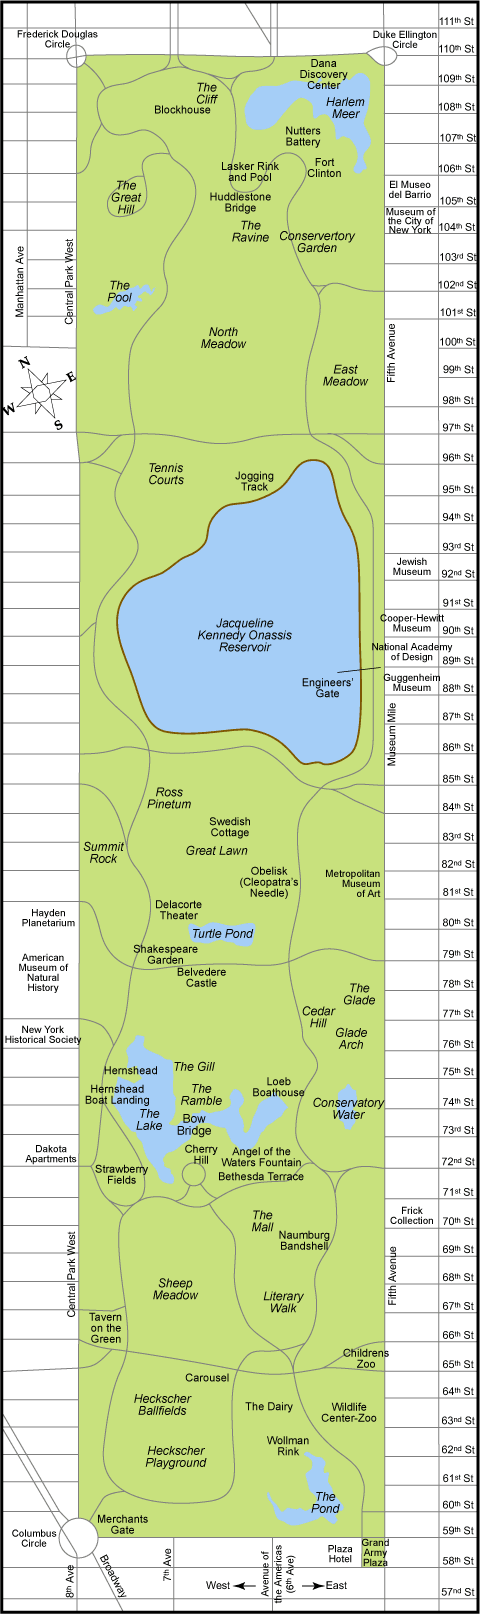 111th St
Frederick Douglas
Circle
Duke Ellington
Circle
110th St
Dana
Discovery
Center
109th St
The
Cliff
Blockhouse
Harlem
Meer
108th St
Nutters
Battery
107th St
Lasker Rink
and Pool
Fort
Clinton
106th St
The
Great
Hill
Huddlestone
Bridge
El Museo
del Barrio
105th St
The
Ravine
Conservertory
Garden
Museum of
the City of
New York
104th St
Manhattan Ave
Central Park West
103rd St
The
Pool
102nd St
101st St
North
Meadow
Fifth Avenue
100th St
N
E
W
S
East
Meadow
99th St
98th St
97th St
96th St
Tennis
Courts
Jogging
Track
95th St
94th St
93rd St
Jewish
Museum
92nd St
91st St
Jacqueline
Kennedy Onassis
Reservoir
Cooper-Hewitt
Museum
90th St
National Academy
of Design
89th St
Engineers'
Gate
Guggenheim
Museum
88th St
Museum Mile
87th St
86th St
85th St
Ross
Pinetum
84th St
Swedish
Cottage
83rd St
Summit
Rock
Great Lawn
82nd St
Obelisk
(Cleopatra's
Needle)
Metropolitan
Museum
of Art
81st St
Hayden
Planetarium
Delacorte
Theater
80th St
Turtle Pond
Shakespeare
Garden
79th St
American
Museum of
Natural
History
Belvedere
Castle
78th St
The
Glade
Cedar
Hill
77th St
New York
Historical Society
Glade
Arch
76th St
Hernshead
The Gill
75th St
Hernshead
Boat Landing
The
Ramble
Loeb
Boathouse
74th St
The
Lake
Bow
Bridge
Conservatory
Water
73rd St
Dakota
Apartments
Cherry
Hill
Angel of the
Waters Fountain
72nd St
Strawberry
Fields
Bethesda Terrace
71st St
The
Mall
Frick
Collection
70th St
Naumburg
Bandshell
69th St
Central Park West
Fifth Avenue
68th St
Sheep
Meadow
Literary
Walk
67th St
Tavern
on the
Green
66th St
Childrens
Zoo
65th St
Carousel
64th St
Heckscher
Ballfields
The Dairy
Wildlife
Center-Zoo
63nd St
Wollman
Rink
62nd St
Heckscher
Playground
61st St
The
Pond
60th St
Columbus
Circle
Merchants
Gate
59th St
Plaza
Hotel
Grand
Army
Plaza
58th St
8th Ave
Broadway
7th Ave
Avenue of
the Americas
(6th Ave)
West
East
57nd St